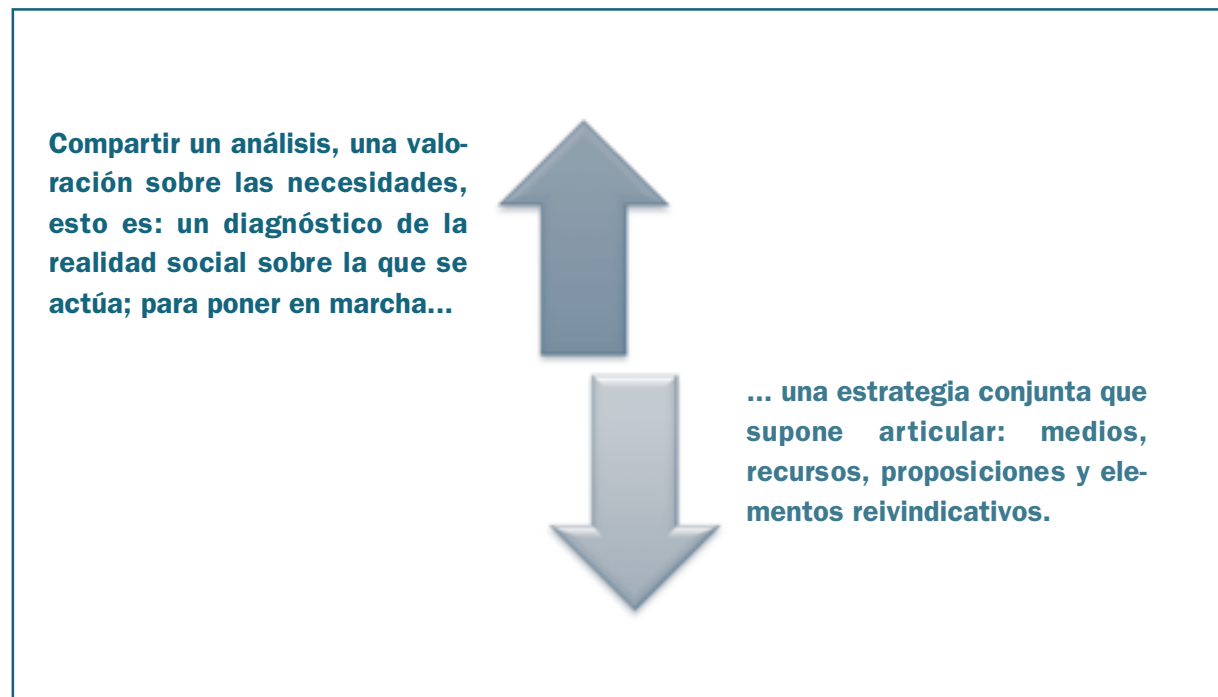 Compartir un análisis, una valo-
ración sobre las necesidades,
esto es: un diagnóstico de la
realidad social sobre la que se
actúa; para poner en marcha...
... una estrategia conjunta que
supone articular: medios,
recursos, proposiciones y ele-
mentos reivindicativos.